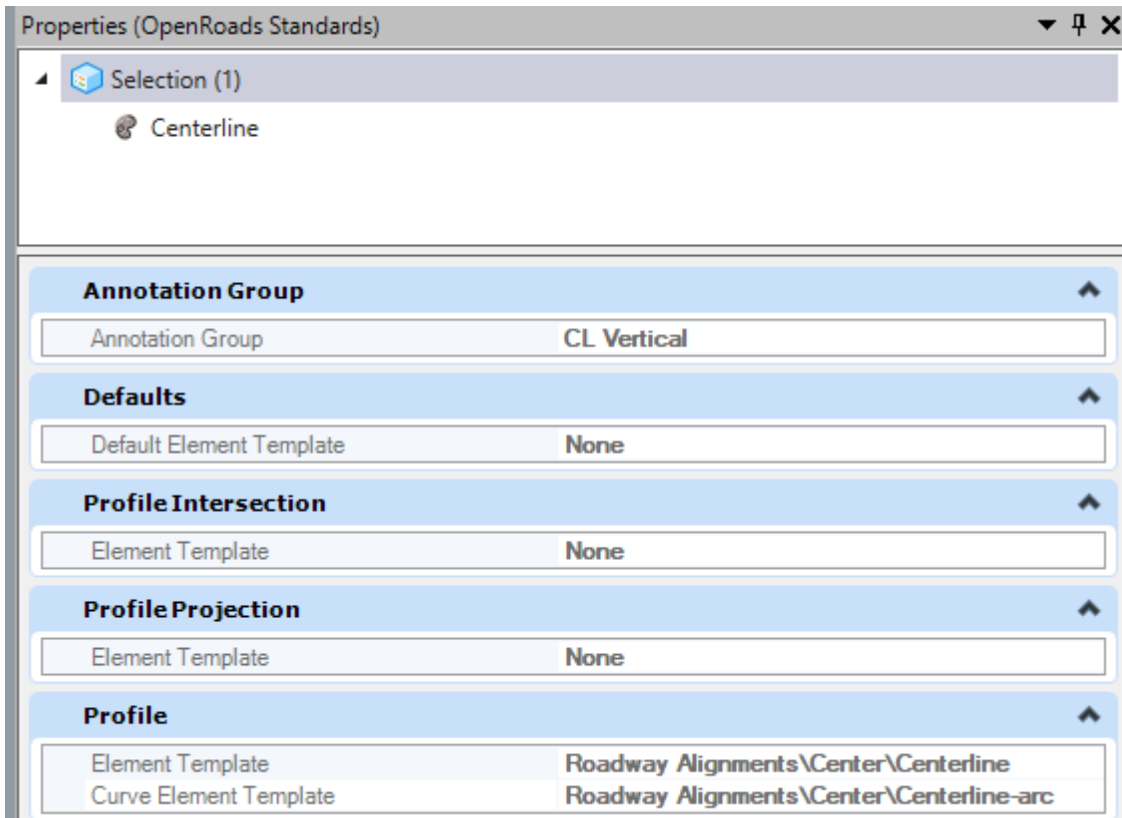 Properties (OpenRoads Standards)
Selection (1)
Centerline
Annotation Group
Annotation Group CL Vertical
Defaults
Default Element Template None
Profile Intersection
Element Template None
Profile Projection
Element Template None
Profile
Element Template Roadway Alignments\Center\Centerline
Curve Element Template Roadway Alignments\Center\Centerline-arc